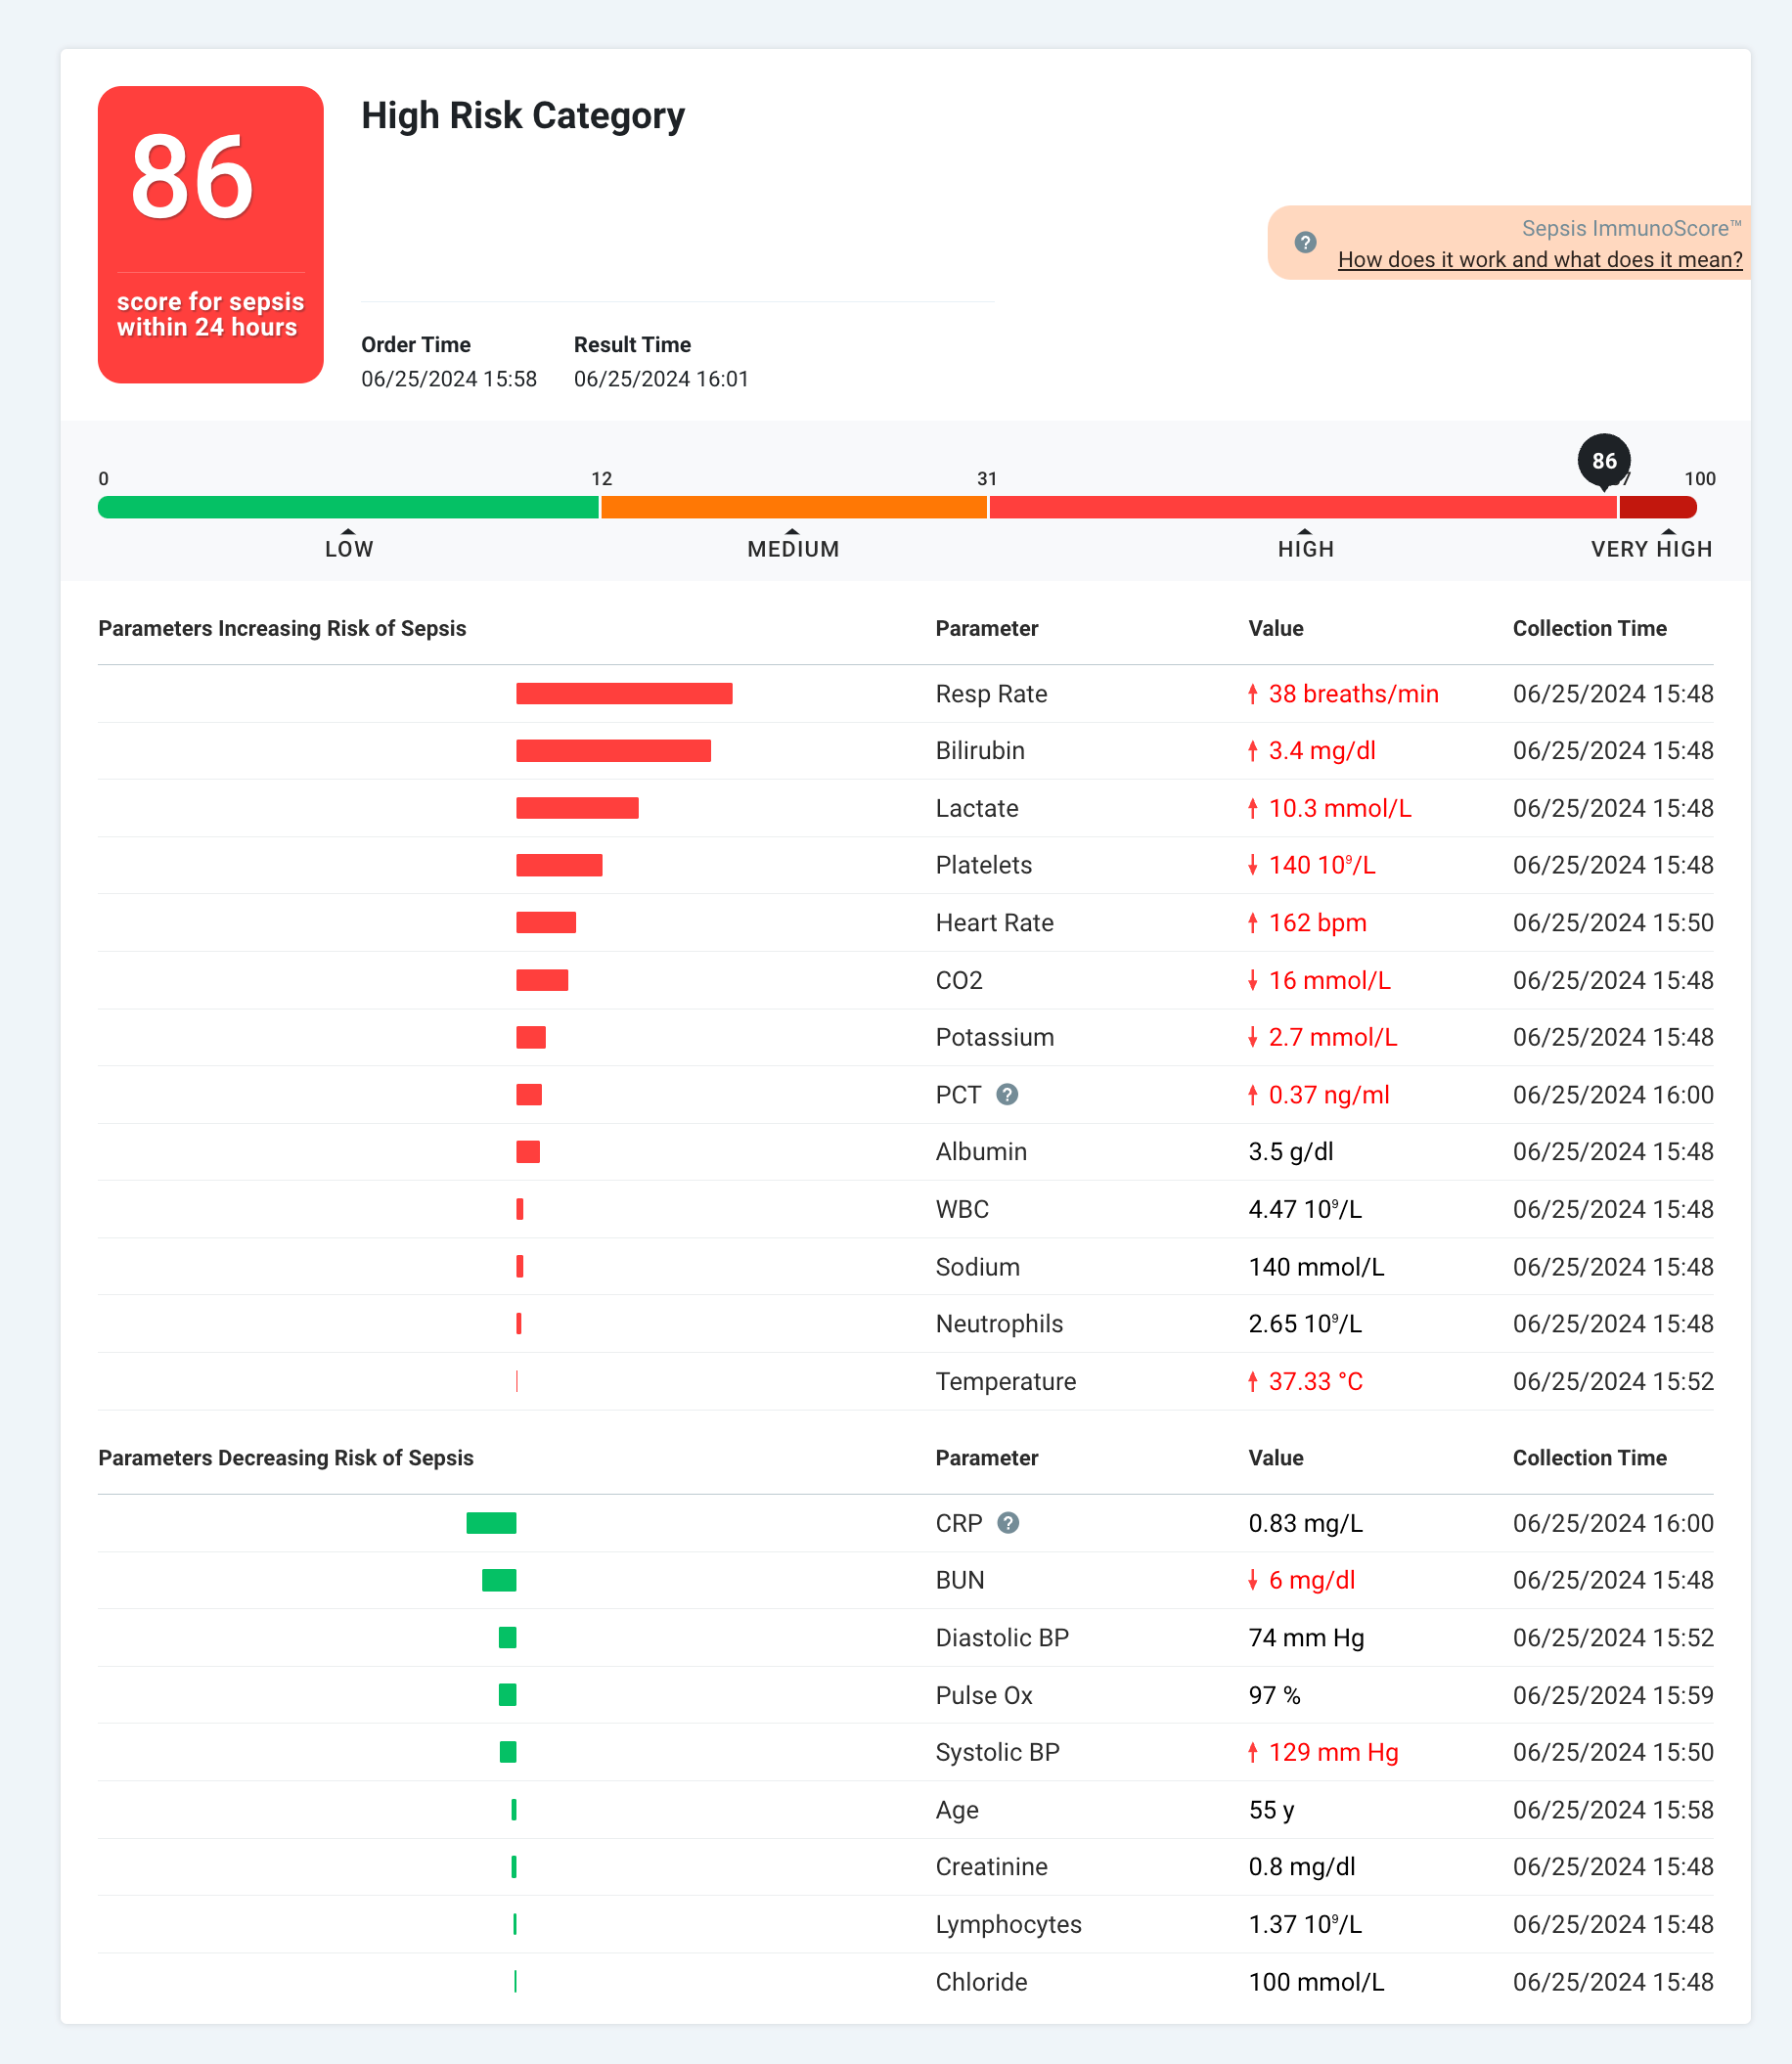 86
score for sepsis
within 24 hours
High Risk Category
Sepsis ImmunoScore™
How does it work and what does it mean?
Order Time Result Time
06/25/2024 15:58 06/25/2024 16:01
86
0 12 31 100
LOW MEDIUM HIGH VERY HIGH
Parameters Increasing Risk of Sepsis Parameter Value Collection Time
Resp Rate 38 breaths/min 06/25/2024 15:48
Bilirubin 3.4 mg/dl 06/25/2024 15:48
Lactate 10.3 mmol/L 06/25/2024 15:48
Platelets 140 10⁹/L 06/25/2024 15:48
Heart Rate 162 bpm 06/25/2024 15:50
CO2 16 mmol/L 06/25/2024 15:48
Potassium 2.7 mmol/L 06/25/2024 15:48
PCT ? 0.37 ng/ml 06/25/2024 16:00
Albumin 3.5 g/dl 06/25/2024 15:48
WBC 4.47 10⁹/L 06/25/2024 15:48
Sodium 140 mmol/L 06/25/2024 15:48
Neutrophils 2.65 10⁹/L 06/25/2024 15:48
Temperature 37.33 °C 06/25/2024 15:52
Parameters Decreasing Risk of Sepsis Parameter Value Collection Time
CRP ? 0.83 mg/L 06/25/2024 16:00
BUN 6 mg/dl 06/25/2024 15:48
Diastolic BP 74 mm Hg 06/25/2024 15:52
Pulse Ox 97 % 06/25/2024 15:59
Systolic BP 129 mm Hg 06/25/2024 15:50
Age 55 y 06/25/2024 15:58
Creatinine 0.8 mg/dl 06/25/2024 15:48
Lymphocytes 1.37 10⁹/L 06/25/2024 15:48
Chloride 100 mmol/L 06/25/2024 15:48